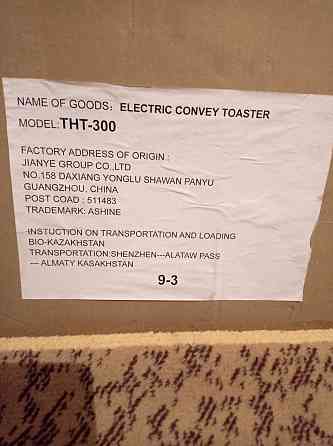 NAME OF GOODS: ELECTRIC CONVEY TOASTER
MODEL:THT-300
FACTORY ADDRESS OF ORIGIN :
JIANYE GROUP CO.,LTD
NO.158 DAXIANG YONGLU SHAWAN PANYU
GUANGZHOU, CHINA
POST COAD : 511483
TRADEMARK: ASHINE
INSTUCTION ON TRANSPORTATION AND LOADING
BIO-KAZAKHSTAN
TRANSPORTATION:SHENZHEN---ALATAW PASS
--- ALMATY KASAKHSTAN
9-3